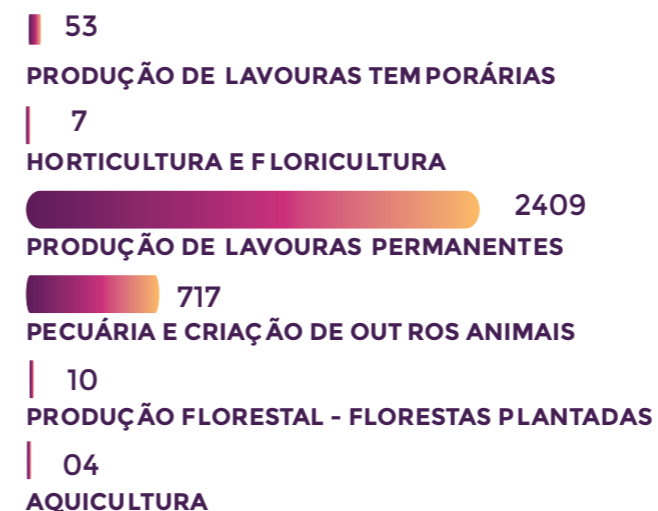 53
PRODUÇÃO DE LAVOURAS TEMPORÁRIAS
7
HORTICULTURA E FLORICULTURA
2409
PRODUÇÃO DE LAVOURAS PERMANENTES
717
PECUÁRIA E CRIAÇÃO DE OUTROS ANIMAIS
10
PRODUÇÃO FLORESTAL - FLORESTAS PLANTADAS
04
AQUICULTURA